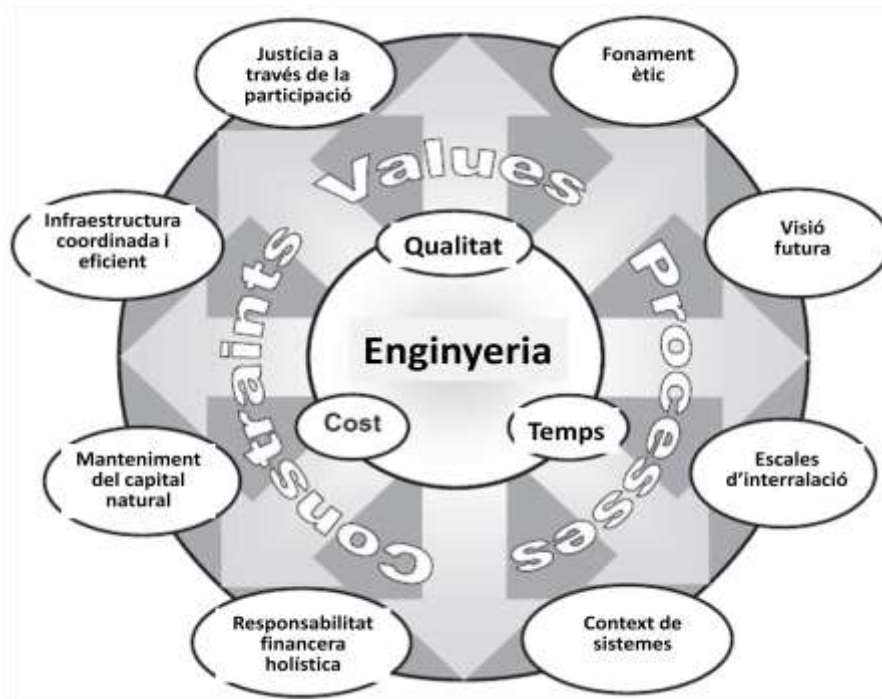 Justícia a
través de la
participació
Fonament
ètic
Values
Infraestructura
coordinada i
eficient
Qualitat
Visió
futura
Constraints
Processes
Enginyeria
Cost
Temps
Manteniment
del capital
natural
Escales
d'interralació
Responsabilitat
financera
holística
Context de
sistemes